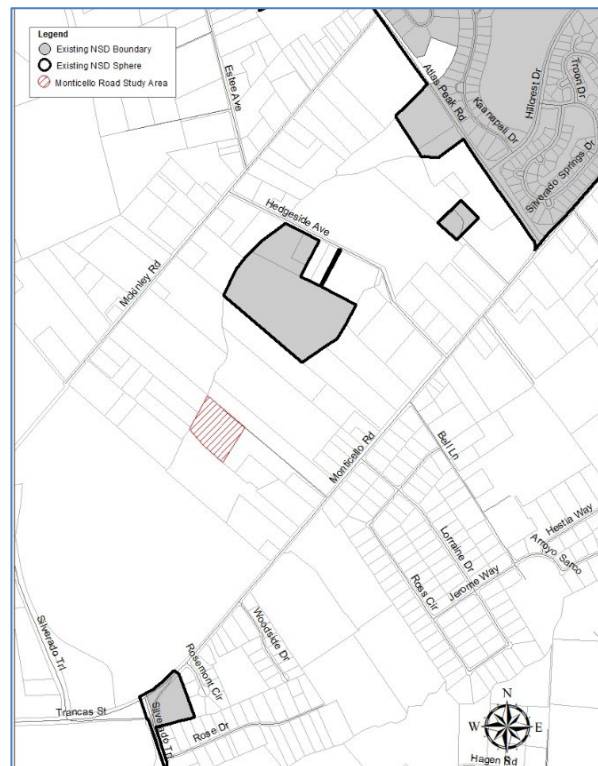 Legend
Existing NSD Boundary
Existing NSD Sphere
Monticello Road Study Area
Estee Ave
Atlas Peak Rd
Kaanapali Dr
Hillcrest Dr
Troon Dr
Silverado Springs Dr
Hedgeside Ave
Mckinley Rd
Monticello Rd
Ball Ln
Hestia Way
Arroyo Sarco
Lorraine Dr
Jerome Way
Ross Cir
Silverado Trl
Woodside Dr
Rosemont Cir
Trancas St
Silverado Trl
Rose Dr
N
W
E
S
Hagen Rd